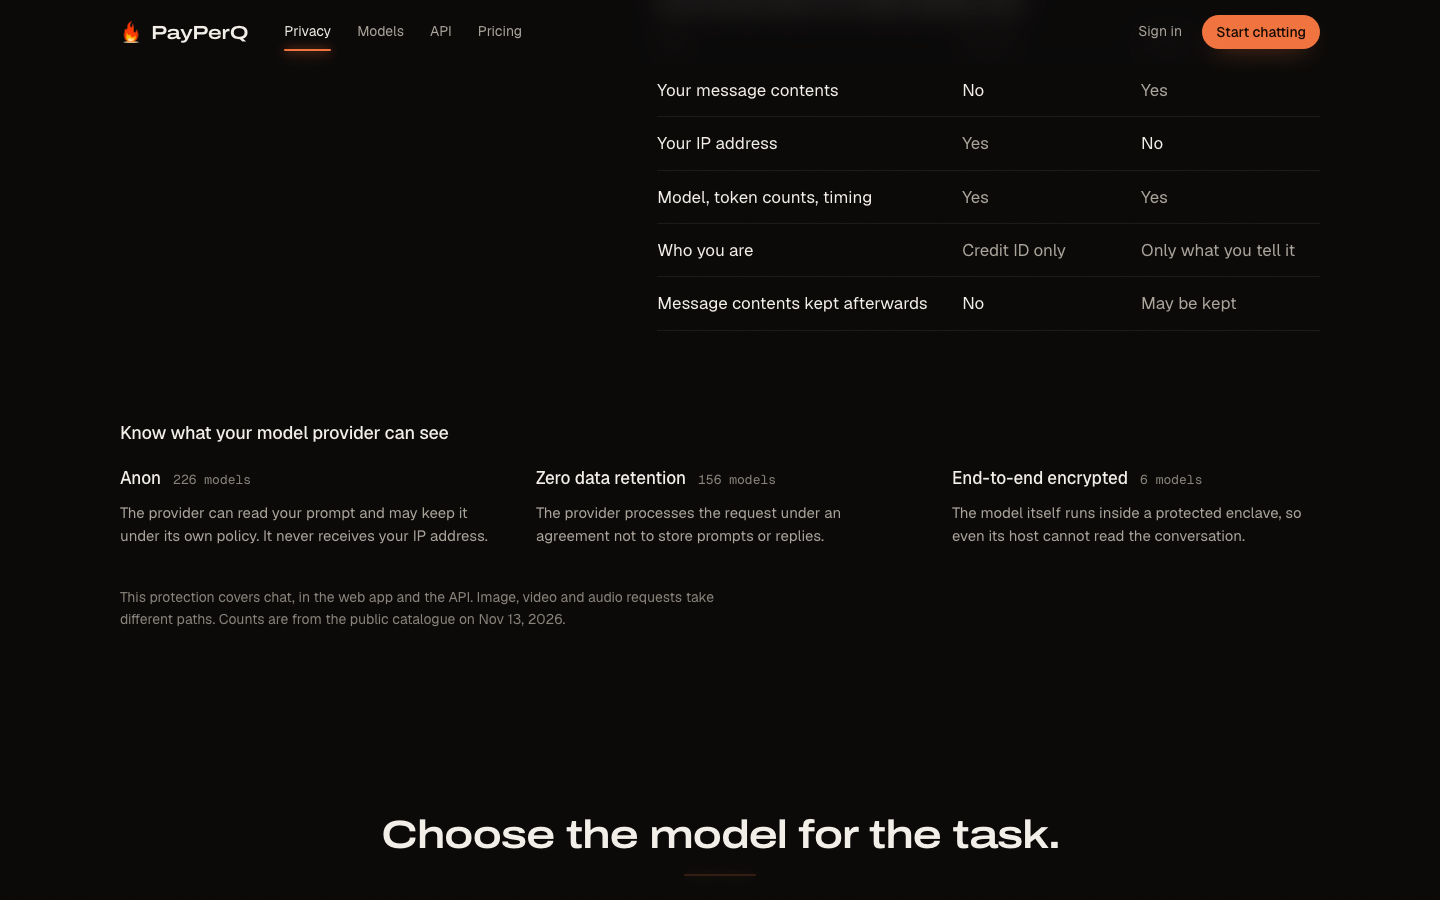 PayPerQ
Privacy
Models
API
Pricing
Sign in
Start chatting
Your message contents No Yes
Your IP address Yes No
Model, token counts, timing Yes Yes
Who you are Credit ID only Only what you tell it
Message contents kept afterwards No May be kept
Know what your model provider can see
Anon 226 models
The provider can read your prompt and may keep it
under its own policy. It never receives your IP address.
Zero data retention 156 models
The provider processes the request under an
agreement not to store prompts or replies.
End-to-end encrypted 6 models
The model itself runs inside a protected enclave, so
even its host cannot read the conversation.
This protection covers chat, in the web app and the API. Image, video and audio requests take
different paths. Counts are from the public catalogue on Nov 13, 2026.
Choose the model for the task.